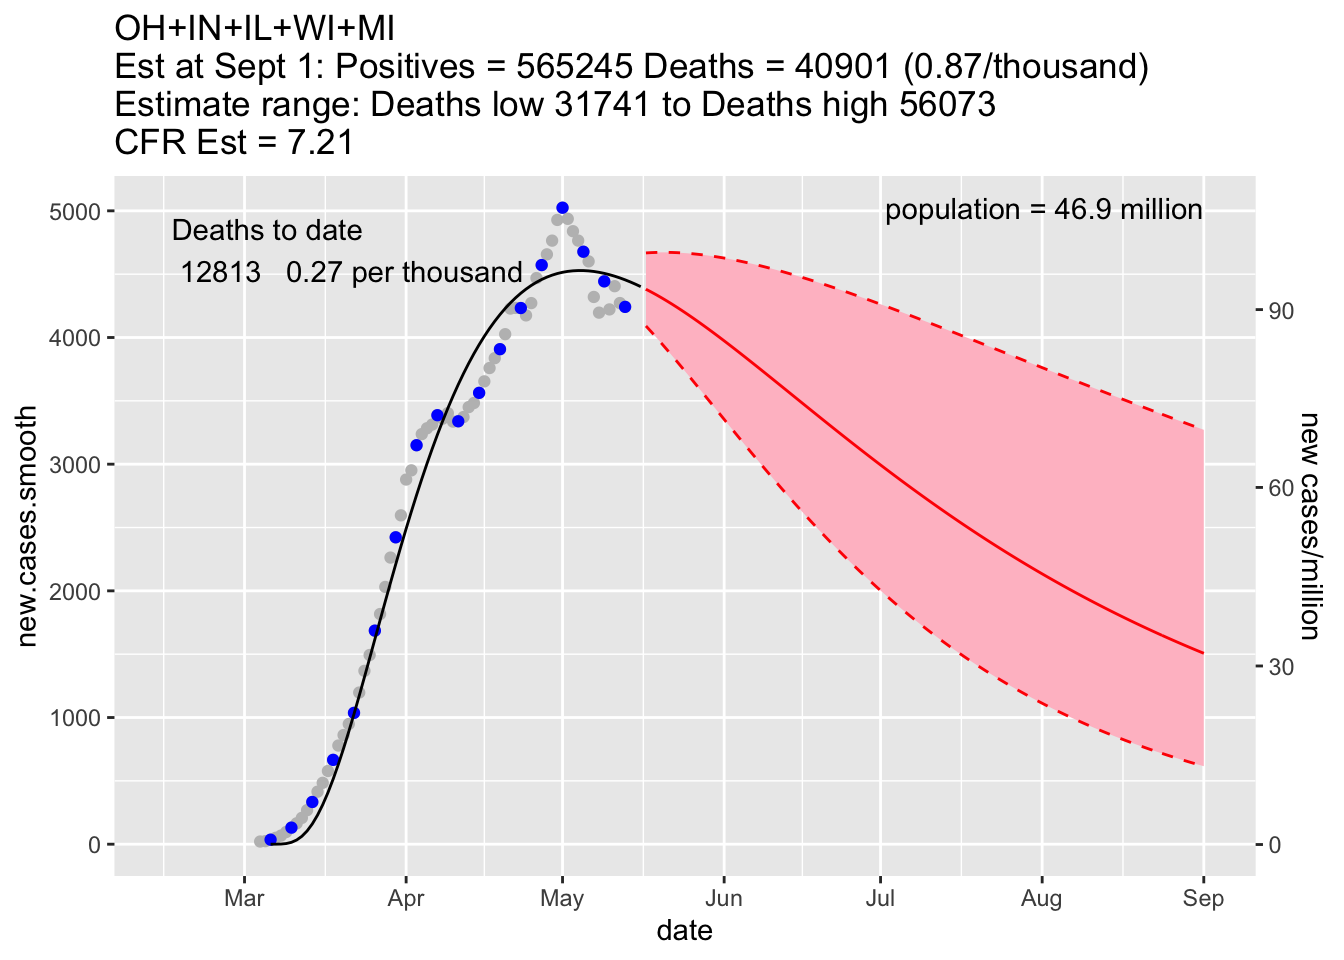 OH+IN+IL+WI+MI
Est at Sept 1: Positives = 565245 Deaths = 40901 (0.87/thousand)
Estimate range: Deaths low 31741 to Deaths high 56073
CFR Est = 7.21
population = 46.9 million
Deaths to date
12813 0.27 per thousand
5000
4000
3000
2000
1000
0
new.cases.smooth
90
60
30
0
new cases/million
Mar Apr May Jun Jul Aug Sep
date